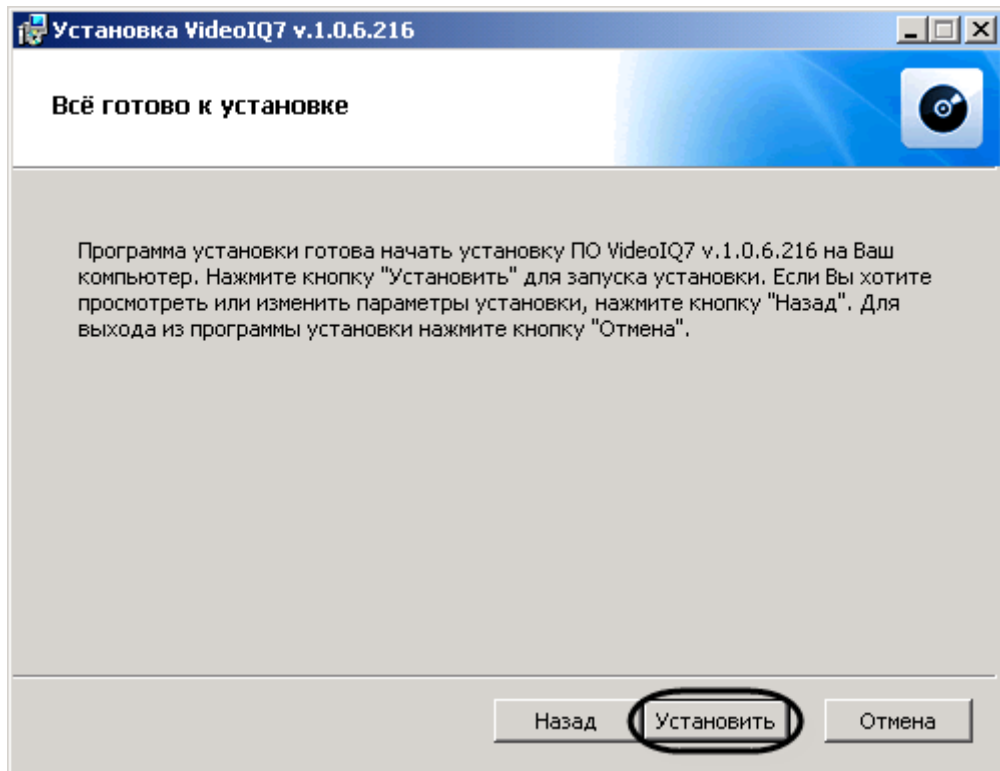 Установка VideoIQ7 v.1.0.6.216
Всё готово к установке
Программа установки готова начать установку ПО VideoIQ7 v.1.0.6.216 на Ваш
компьютер. Нажмите кнопку "Установить" для запуска установки. Если Вы хотите
просмотреть или изменить параметры установки, нажмите кнопку "Назад". Для
выхода из программы установки нажмите кнопку "Отмена".
Назад Установить Отмена